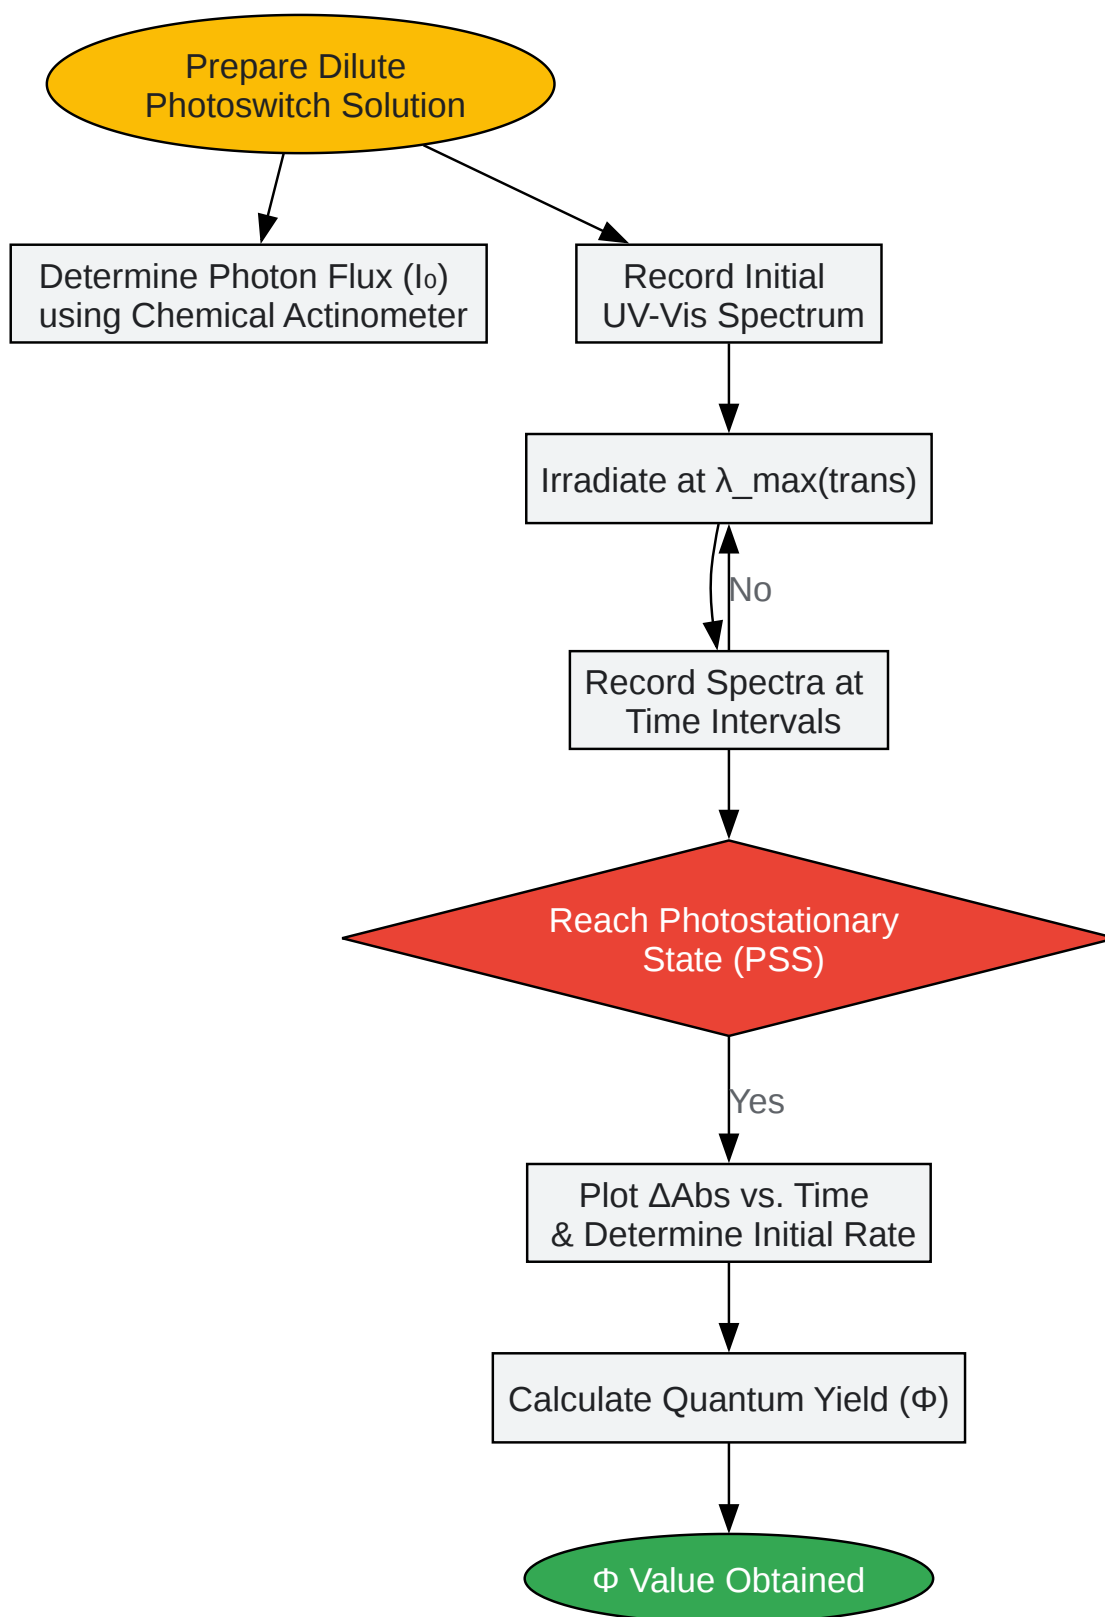 Prepare Dilute
Photoswitch Solution
Determine Photon Flux (I₀)
using Chemical Actinometer
Record Initial
UV-Vis Spectrum
Irradiate at λ_max(trans)
No
Record Spectra at
Time Intervals
Reach Photostationary
State (PSS)
Yes
Plot ΔAbs vs. Time
& Determine Initial Rate
Calculate Quantum Yield (Φ)
Φ Value Obtained